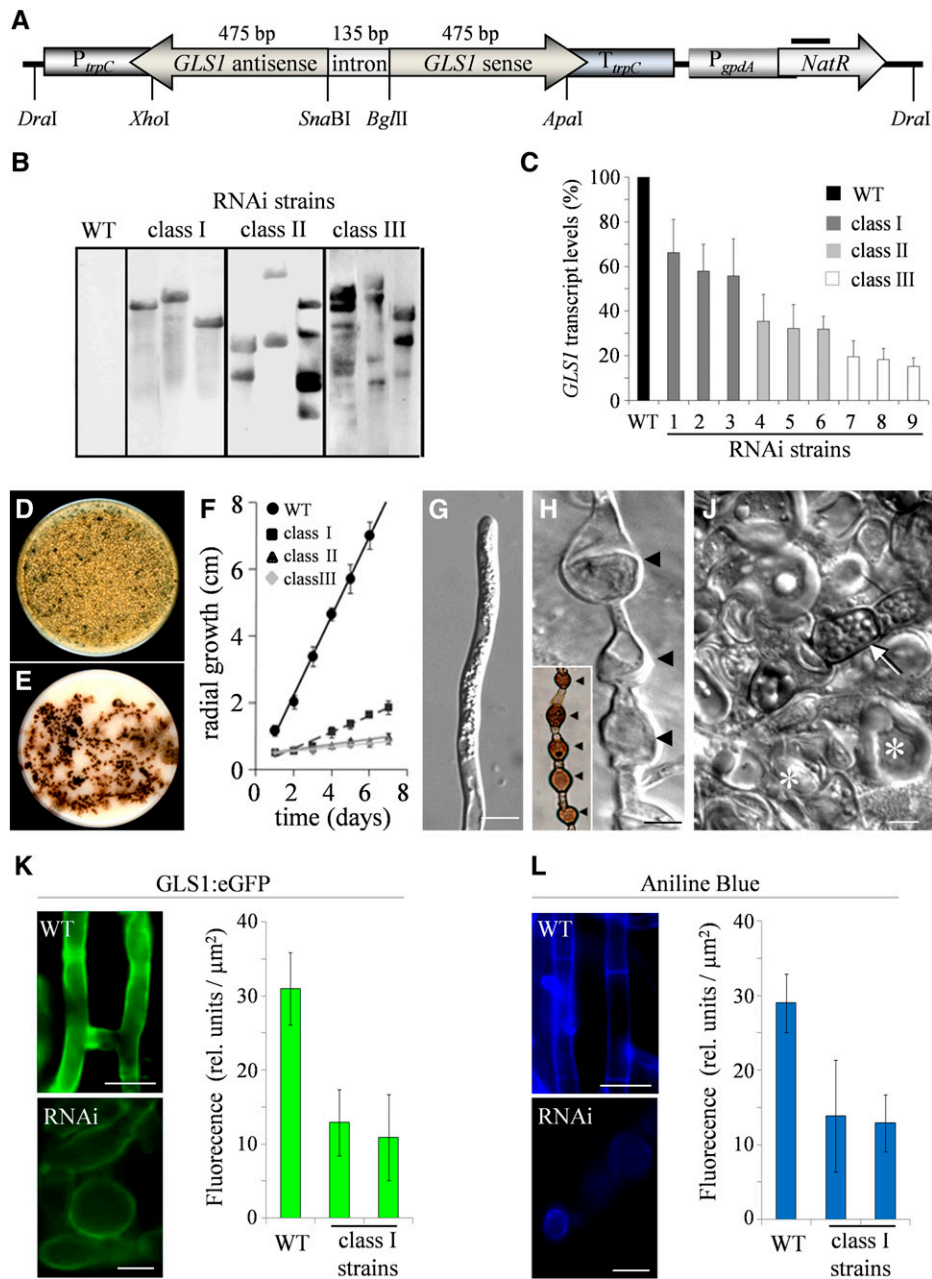 A
475 bp 135 bp 475 bp
PtrpC GLS1 antisense intron GLS1 sense TtrpC PgpdA NatR
DraI XhoI SnaBI BglII ApaI DraI
B
RNAi strains
WT class I class II class III
C
GLS1 transcript levels (%)
100
80
60
40
20
0
WT
class I
class II
class III
WT 1 2 3 4 5 6 7 8 9
RNAi strains
D
E
F
radial growth (cm)
8
6
4
2
0
WT
class I
class II
classIII
0 2 4 6 8
time (days)
G
H
J
*
*
K
GLS1:eGFP
WT
RNAi
Fluorecence (rel. units / μm²)
40
30
20
10
0
WT class I
strains
L
Aniline Blue
WT
RNAi
Fluorecence (rel. units / μm²)
40
30
20
10
0
WT class I
strains